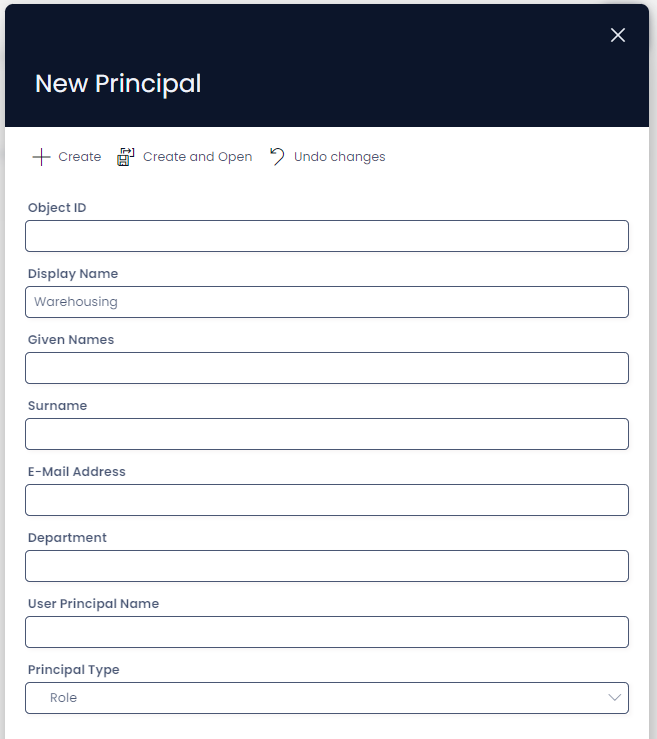 New Principal
Create Create and Open Undo changes
Object ID
Display Name
Warehousing
Given Names
Surname
E-Mail Address
Department
User Principal Name
Principal Type
Role